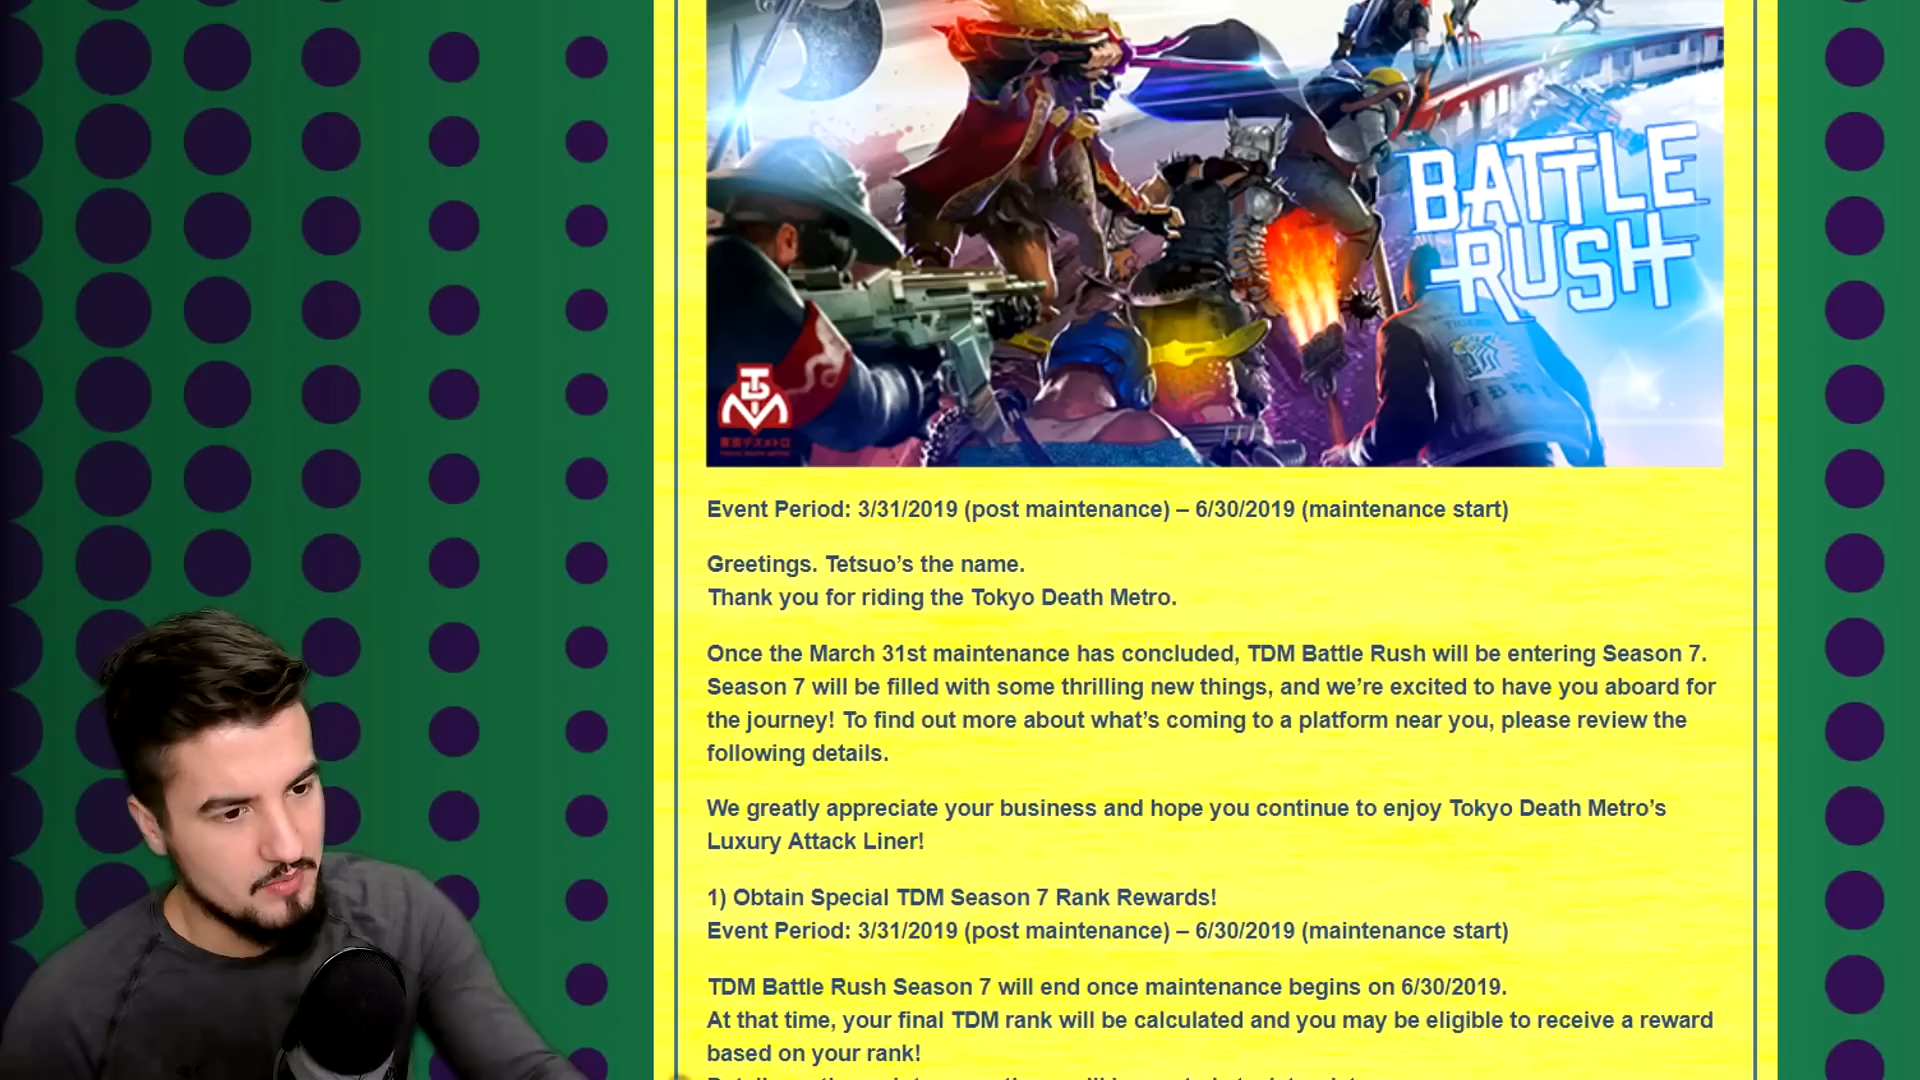 BATTLE
RUSH
TDM
Event Period: 3/31/2019 (post maintenance) – 6/30/2019 (maintenance start)
Greetings. Tetsuo’s the name.
Thank you for riding the Tokyo Death Metro.
Once the March 31st maintenance has concluded, TDM Battle Rush will be entering Season 7.
Season 7 will be filled with some thrilling new things, and we’re excited to have you aboard for
the journey! To find out more about what’s coming to a platform near you, please review the
following details.
We greatly appreciate your business and hope you continue to enjoy Tokyo Death Metro’s
Luxury Attack Liner!
1) Obtain Special TDM Season 7 Rank Rewards!
Event Period: 3/31/2019 (post maintenance) – 6/30/2019 (maintenance start)
TDM Battle Rush Season 7 will end once maintenance begins on 6/30/2019.
At that time, your final TDM rank will be calculated and you may be eligible to receive a reward
based on your rank!